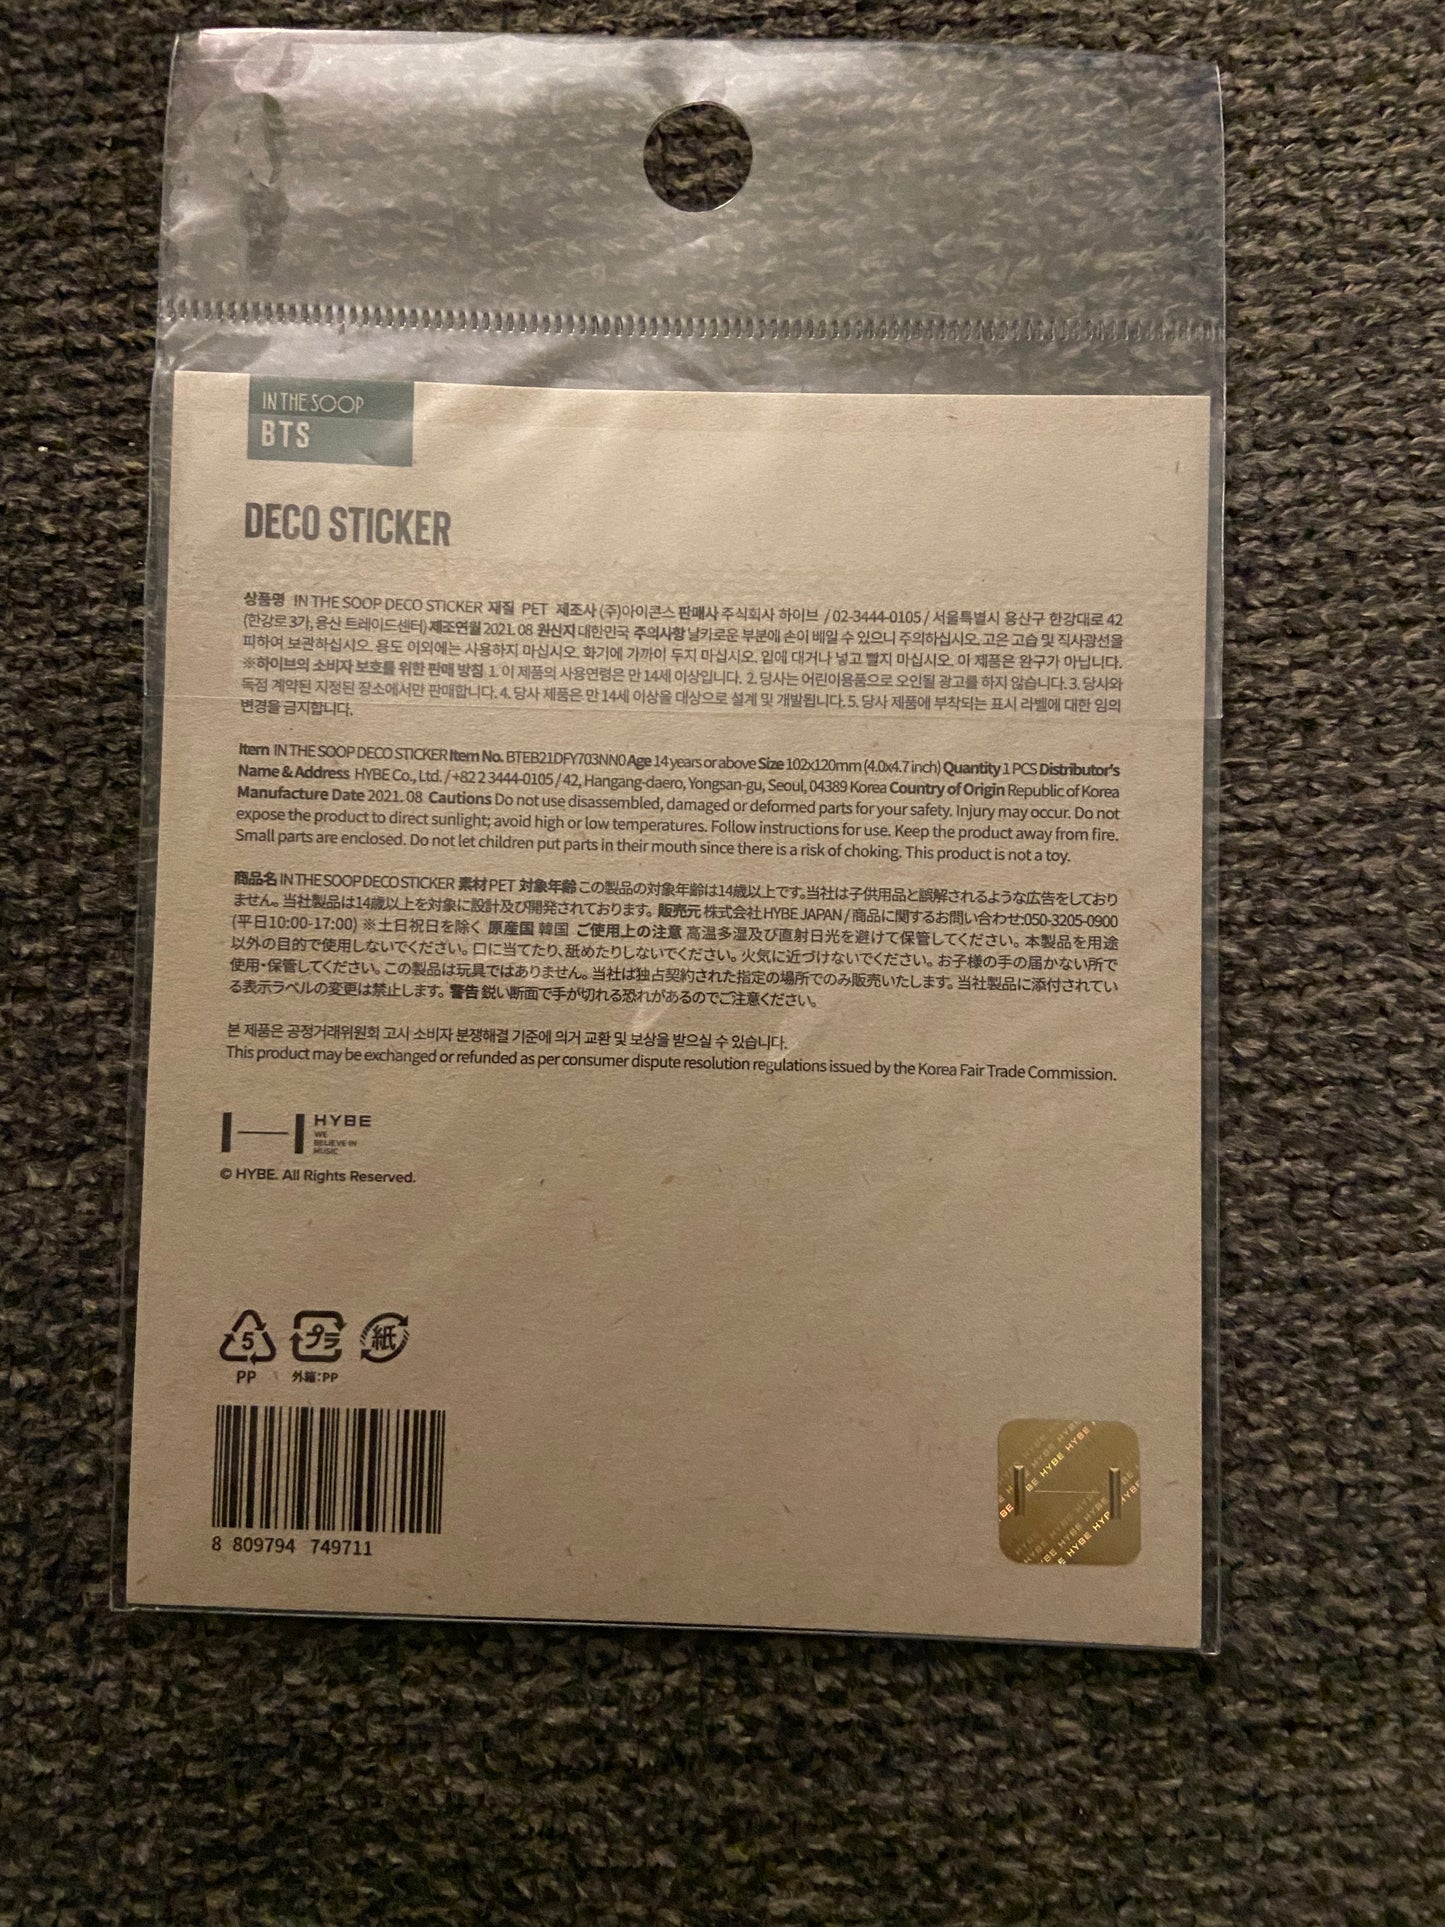 IN THE SOOP
BTS
DECO STICKER
상품명 IN THE SOOP DECO STICKER 재질 PET 제조사 (주)아이콘스 판매사 주식회사 하이브 / 02-3444-0105 / 서울특별시 용산구 한강대로 42
(한강로 3가, 용산 트레이드센터) 제조연월 2021. 08 원산지 대한민국 주의사항 날카로운 부분에 손이 베일 수 있으니 주의하십시오. 고온 고습 및 직사광선을
피하여 보관하십시오. 용도 이외에는 사용하지 마십시오. 화기에 가까이 두지 마십시오. 입에 대거나 넣고 빨지 마십시오. 이 제품은 완구가 아닙니다.
※하이브의 소비자 보호를 위한 판매 방침 1. 이 제품의 사용연령은 만 14세 이상입니다. 2. 당사는 어린이용품으로 오인될 광고를 하지 않습니다. 3. 당사와
독점 계약된 지정된 장소에서만 판매합니다. 4. 당사 제품은 만 14세 이상을 대상으로 설계 및 개발됩니다. 5. 당사 제품에 부착되는 표시 라벨에 대한 임의
변경을 금지합니다.
Item IN THE SOOP DECO STICKER Item No. BTEB21DFY703NN0 Age 14 years or above Size 102x120mm (4.0x4.7 inch) Quantity 1 PCS Distributor's
Name & Address HYBE Co., Ltd. / +82 2 3444-0105 / 42, Hangang-daero, Yongsan-gu, Seoul, 04389 Korea Country of Origin Republic of Korea
Manufacture Date 2021. 08 Cautions Do not use disassembled, damaged or deformed parts for your safety. Injury may occur. Do not
expose the product to direct sunlight; avoid high or low temperatures. Follow instructions for use. Keep the product away from fire.
Small parts are enclosed. Do not let children put parts in their mouth since there is a risk of choking. This product is not a toy.
商品名 IN THE SOOP DECO STICKER 素材 PET 対象年齢 この製品の対象年齢は14歳以上です。当社は子供用品と誤解されるような広告をしており
ません。当社製品は14歳以上を対象に設計及び開発されております。 販売元 株式会社 HYBE JAPAN / 商品に関するお問い合わせ:050-3205-0900
(平日10:00-17:00) ※土日祝日を除く 原産国 韓国 ご使用上の注意 高温多湿及び直射日光を避けて保管してください。本製品を用途
以外の目的で使用しないでください。口に当てたり、舐めたりしないでください。火気に近づけないでください。お子様の手の届かない所で
使用・保管してください。この製品は玩具ではありません。当社は独占契約された指定の場所でのみ販売いたします。当社製品に添付されてい
る表示ラベルの変更は禁止します。 警告 鋭い断面で手が切れる恐れがあるのでご注意ください。
본 제품은 공정거래위원회 고시 소비자 분쟁해결 기준에 의거 교환 및 보상을 받으실 수 있습니다.
This product may be exchanged or refunded as per consumer dispute resolution regulations issued by the Korea Fair Trade Commission.
HYBE
WE
BELIEVE IN
MUSIC
© HYBE. All Rights Reserved.
5 プラ 紙
PP 外箱:PP
8 809794 749711
HYBE HYBE HYBE